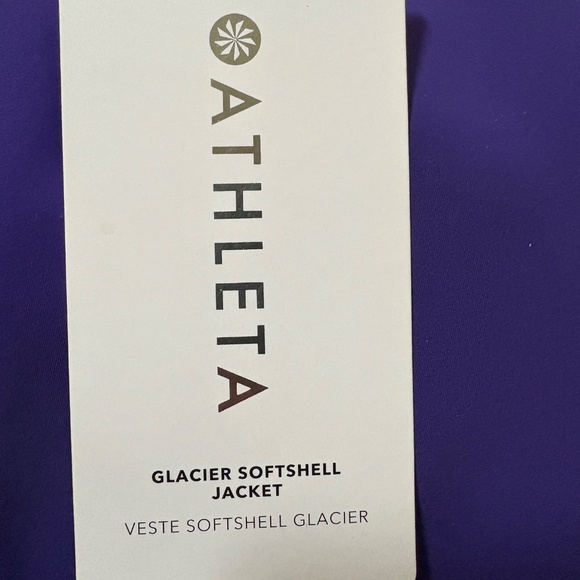 ATHLETA
GLACIER SOFTSHELL
JACKET
VESTE SOFTSHELL GLACIER